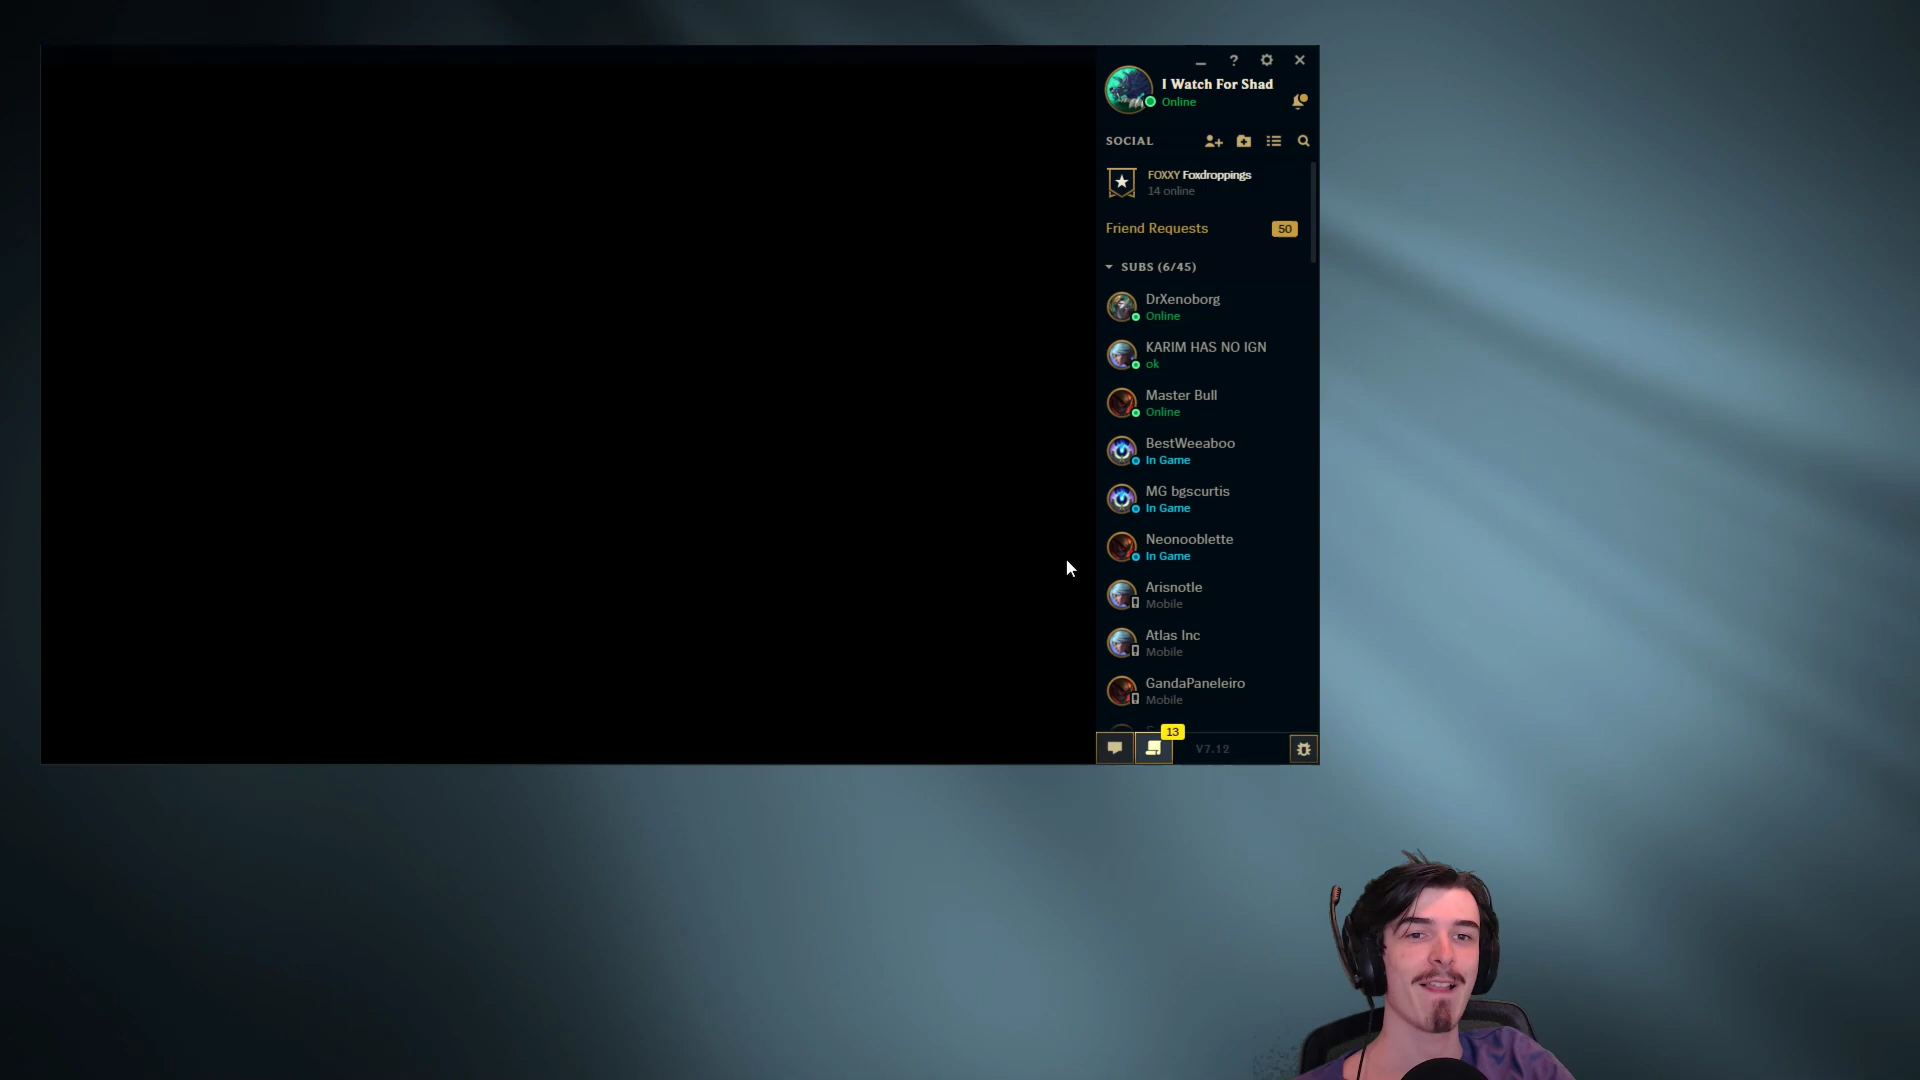 ?
I Watch For Shad
Online
SOCIAL
FOXXY Foxdroppings
14 online
Friend Requests
50
SUBS (6/45)
DrXenoborg
Online
KARIM HAS NO IGN
ok
Master Bull
Online
BestWeeaboo
In Game
MG bgscurtis
In Game
Neonooblette
In Game
Arisnotle
Mobile
Atlas Inc
Mobile
GandaPaneleiro
Mobile
13
V7.12